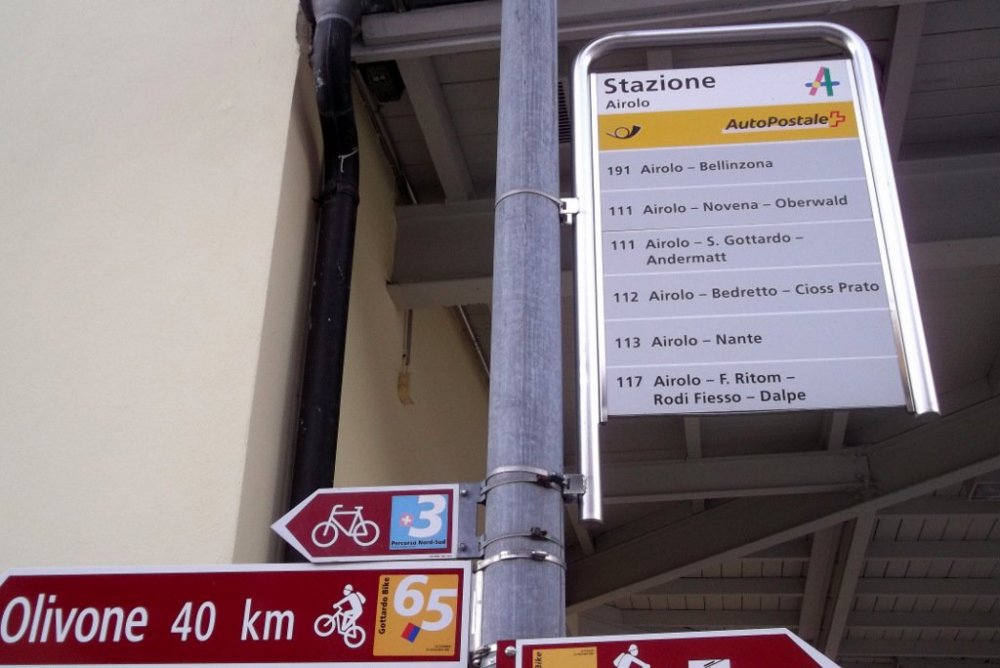 Stazione
Airolo
AutoPostale
191 Airolo – Bellinzona
111 Airolo – Novena – Oberwald
111 Airolo – S. Gottardo –
Andermatt
112 Airolo – Bedretto – Cioss Prato
113 Airolo – Nante
117 Airolo – F. Ritom –
Rodi Fiesso – Dalpe
3
Percorso Nord-Sud
Olivone 40 km
Gottardo Bike
65
Bike